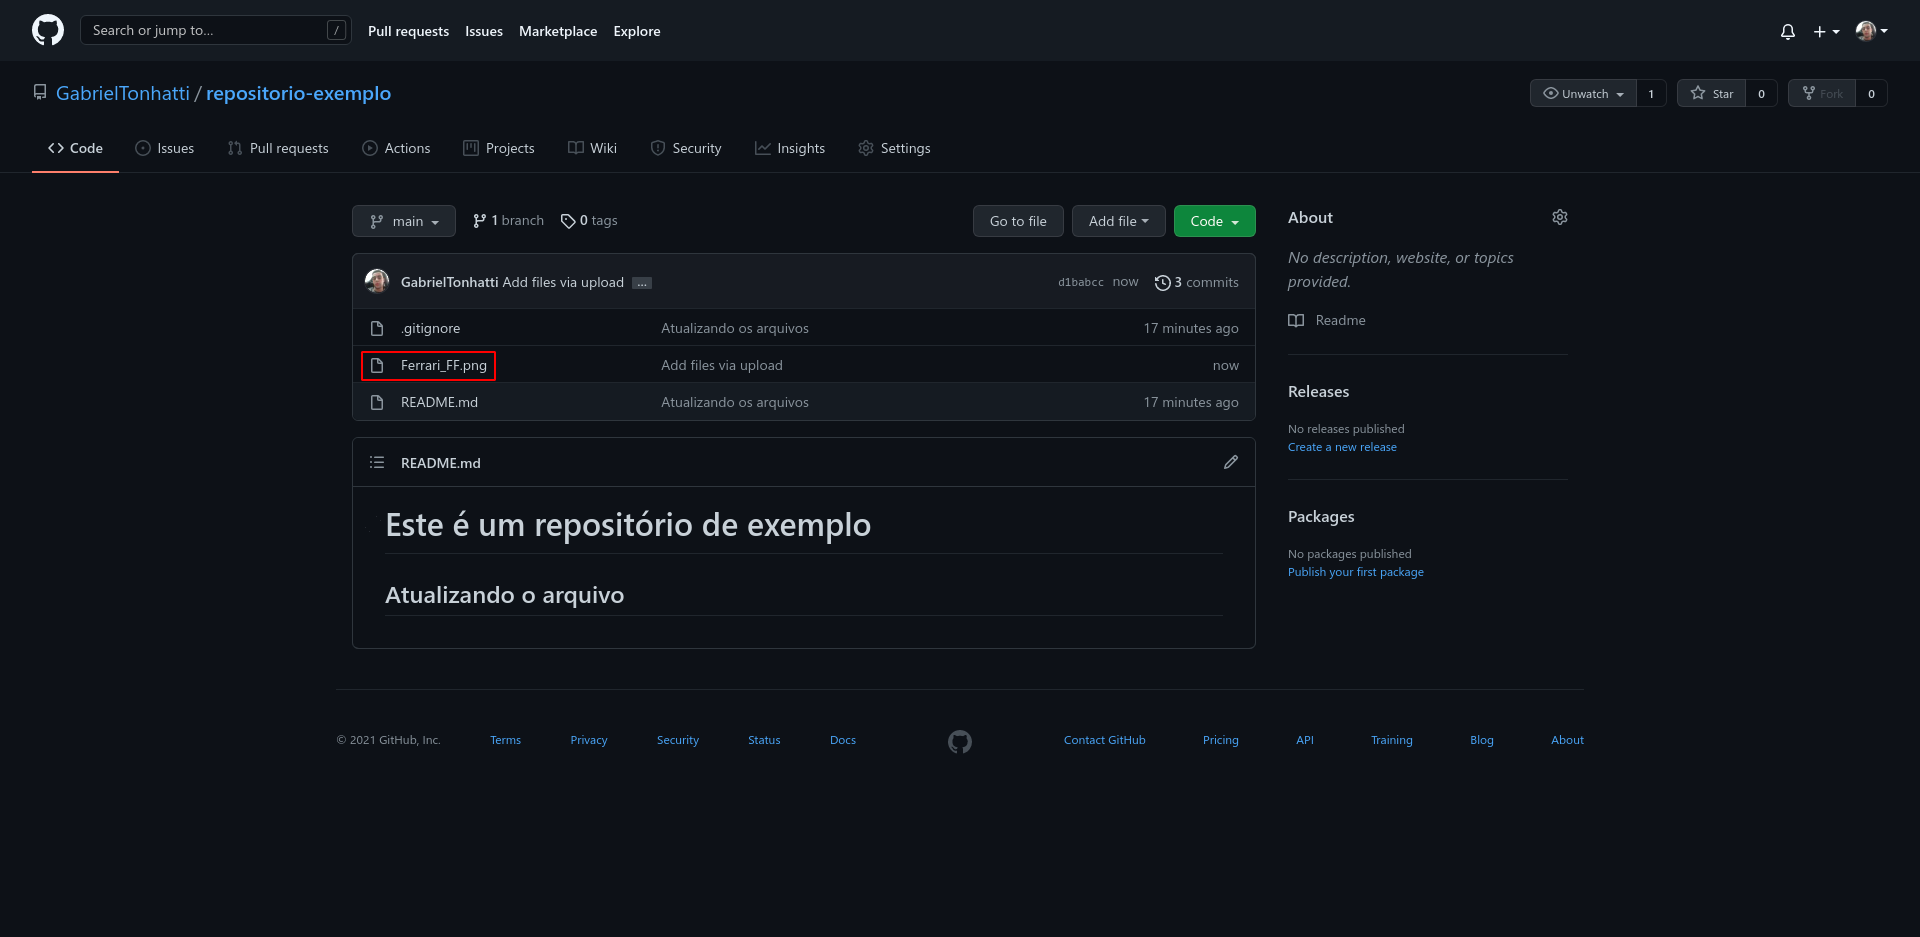 Search or jump to... /
Pull requests Issues Marketplace Explore
GabrielTonhatti / repositorio-exemplo
Unwatch 1 Star 0 Fork 0
Code Issues Pull requests Actions Projects Wiki Security Insights Settings
main 1 branch 0 tags Go to file Add file Code
GabrielTonhatti Add files via upload ... d1babcc now 3 commits
.gitignore Atualizando os arquivos 17 minutes ago
Ferrari_FF.png Add files via upload now
README.md Atualizando os arquivos 17 minutes ago
README.md
Este é um repositório de exemplo
Atualizando o arquivo
About
No description, website, or topics
provided.
Readme
Releases
No releases published
Create a new release
Packages
No packages published
Publish your first package
© 2021 GitHub, Inc. Terms Privacy Security Status Docs Contact GitHub Pricing API Training Blog About